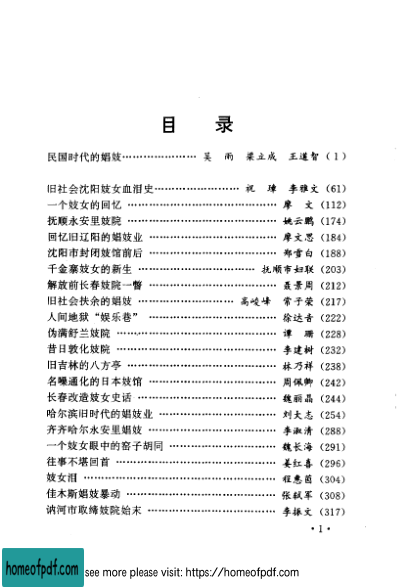 目 录
民国时代的娼妓…………………吴 雨 梁立成 王道智 (1)
旧社会沈阳妓女血泪史……………………祝 璋 李雅文 (61)
一个妓女的回忆……………………………………廖 文 (112)
抚顺永安里妓院…………………………………姚云鹏 (174)
回忆旧辽阳的娼妓业……………………………廖文思 (184)
沈阳市封闭妓馆前后……………………………郑雪白 (188)
千金寨妓女的新生……………………………抚顺市妇联 (203)
解放前长春妓院一瞥……………………………聂景周 (212)
旧社会扶余的娼妓……………………高峻峰 常子荣 (217)
人间地狱“娱乐巷”……………………………徐达音 (222)
伪满舒兰妓院……………………………………谭 珊 (228)
昔日敦化妓院……………………………………李建树 (232)
旧吉林的八方亭…………………………………林乃祥 (238)
名噪通化的日本妓馆……………………………周佩卿 (242)
长春改造妓女史话………………………………魏丽晶 (244)
哈尔滨旧时代的娼妓业…………………………刘大志 (254)
齐齐哈尔永安里娼妓……………………………李淑清 (288)
一个妓女眼中的窑子胡同………………………魏长海 (291)
往事不堪回首……………………………………姜红喜 (296)
妓女泪……………………………………………程惠茵 (304)
佳木斯娼妓暴动…………………………………张弑军 (308)
讷河市取缔妓院始末……………………………李振文 (317)
·1·
homeofpdf.com see more please visit: https://homeofpdf.com